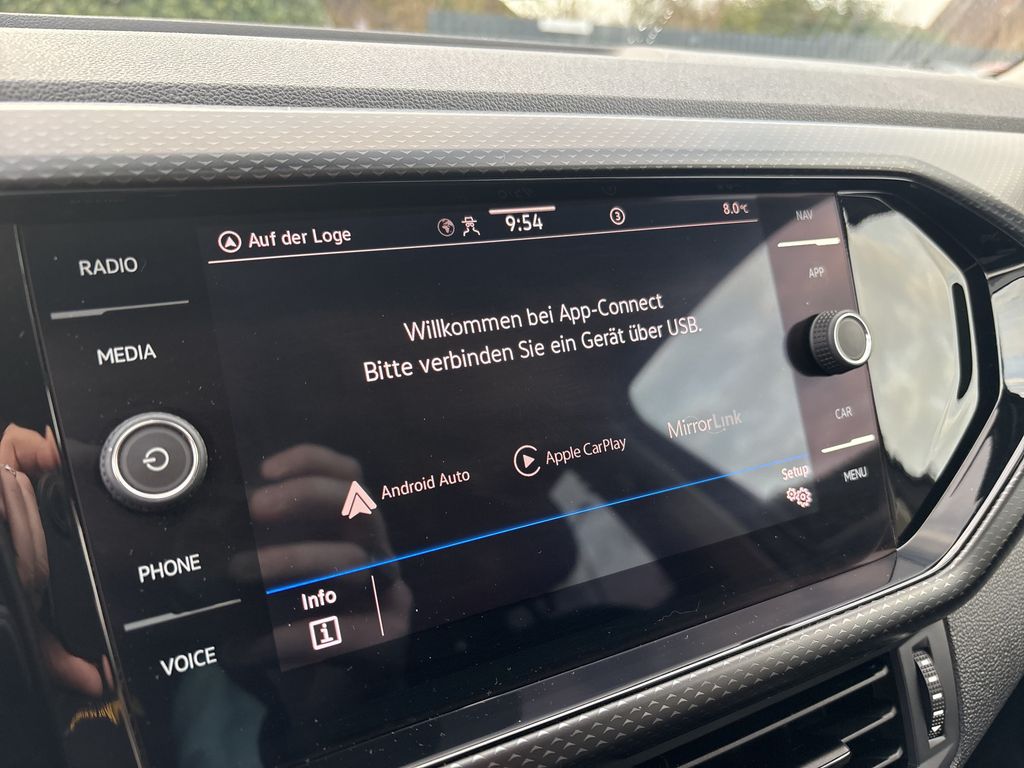 Auf der Loge
9:54
3
8.0°C
NAV
RADIO
APP
Willkommen bei App-Connect
Bitte verbinden Sie ein Gerät über USB.
MEDIA
CAR
MirrorLink
Apple CarPlay
Android Auto
Setup
MENU
PHONE
Info
i
VOICE